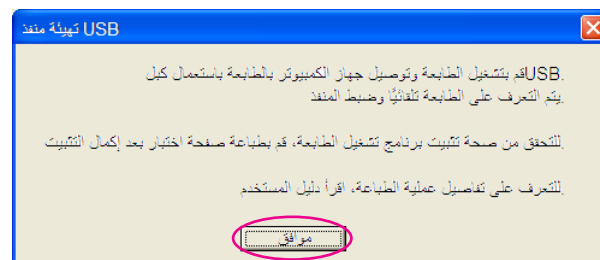 تهيئة منفذ USB
قم بتشغيل الطابعة وتوصيل جهاز الكمبيوتر بالطابعة باستعمال كبل USB.
يتم التعرف على الطابعة تلقائيًا وضبط المنفذ.
للتحقق من صحة تثبيت برنامج تشغيل الطابعة، قم بطباعة صفحة اختبار بعد إكمال التثبيت.
للتعرف على تفاصيل عملية الطباعة، اقرأ دليل المستخدم.
موافق